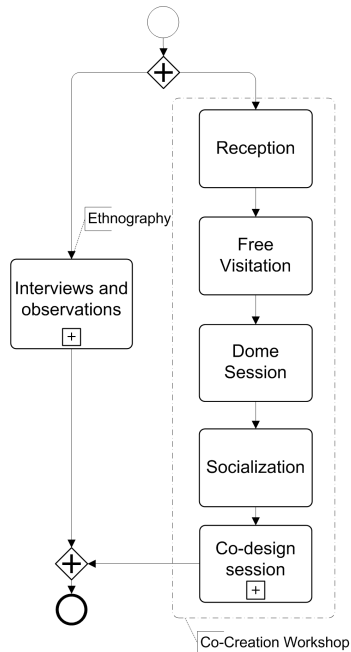 Reception
Ethnography
Free
Visitation
Interviews and
observations
Dome
Session
Socialization
Co-design
session
Co-Creation Workshop